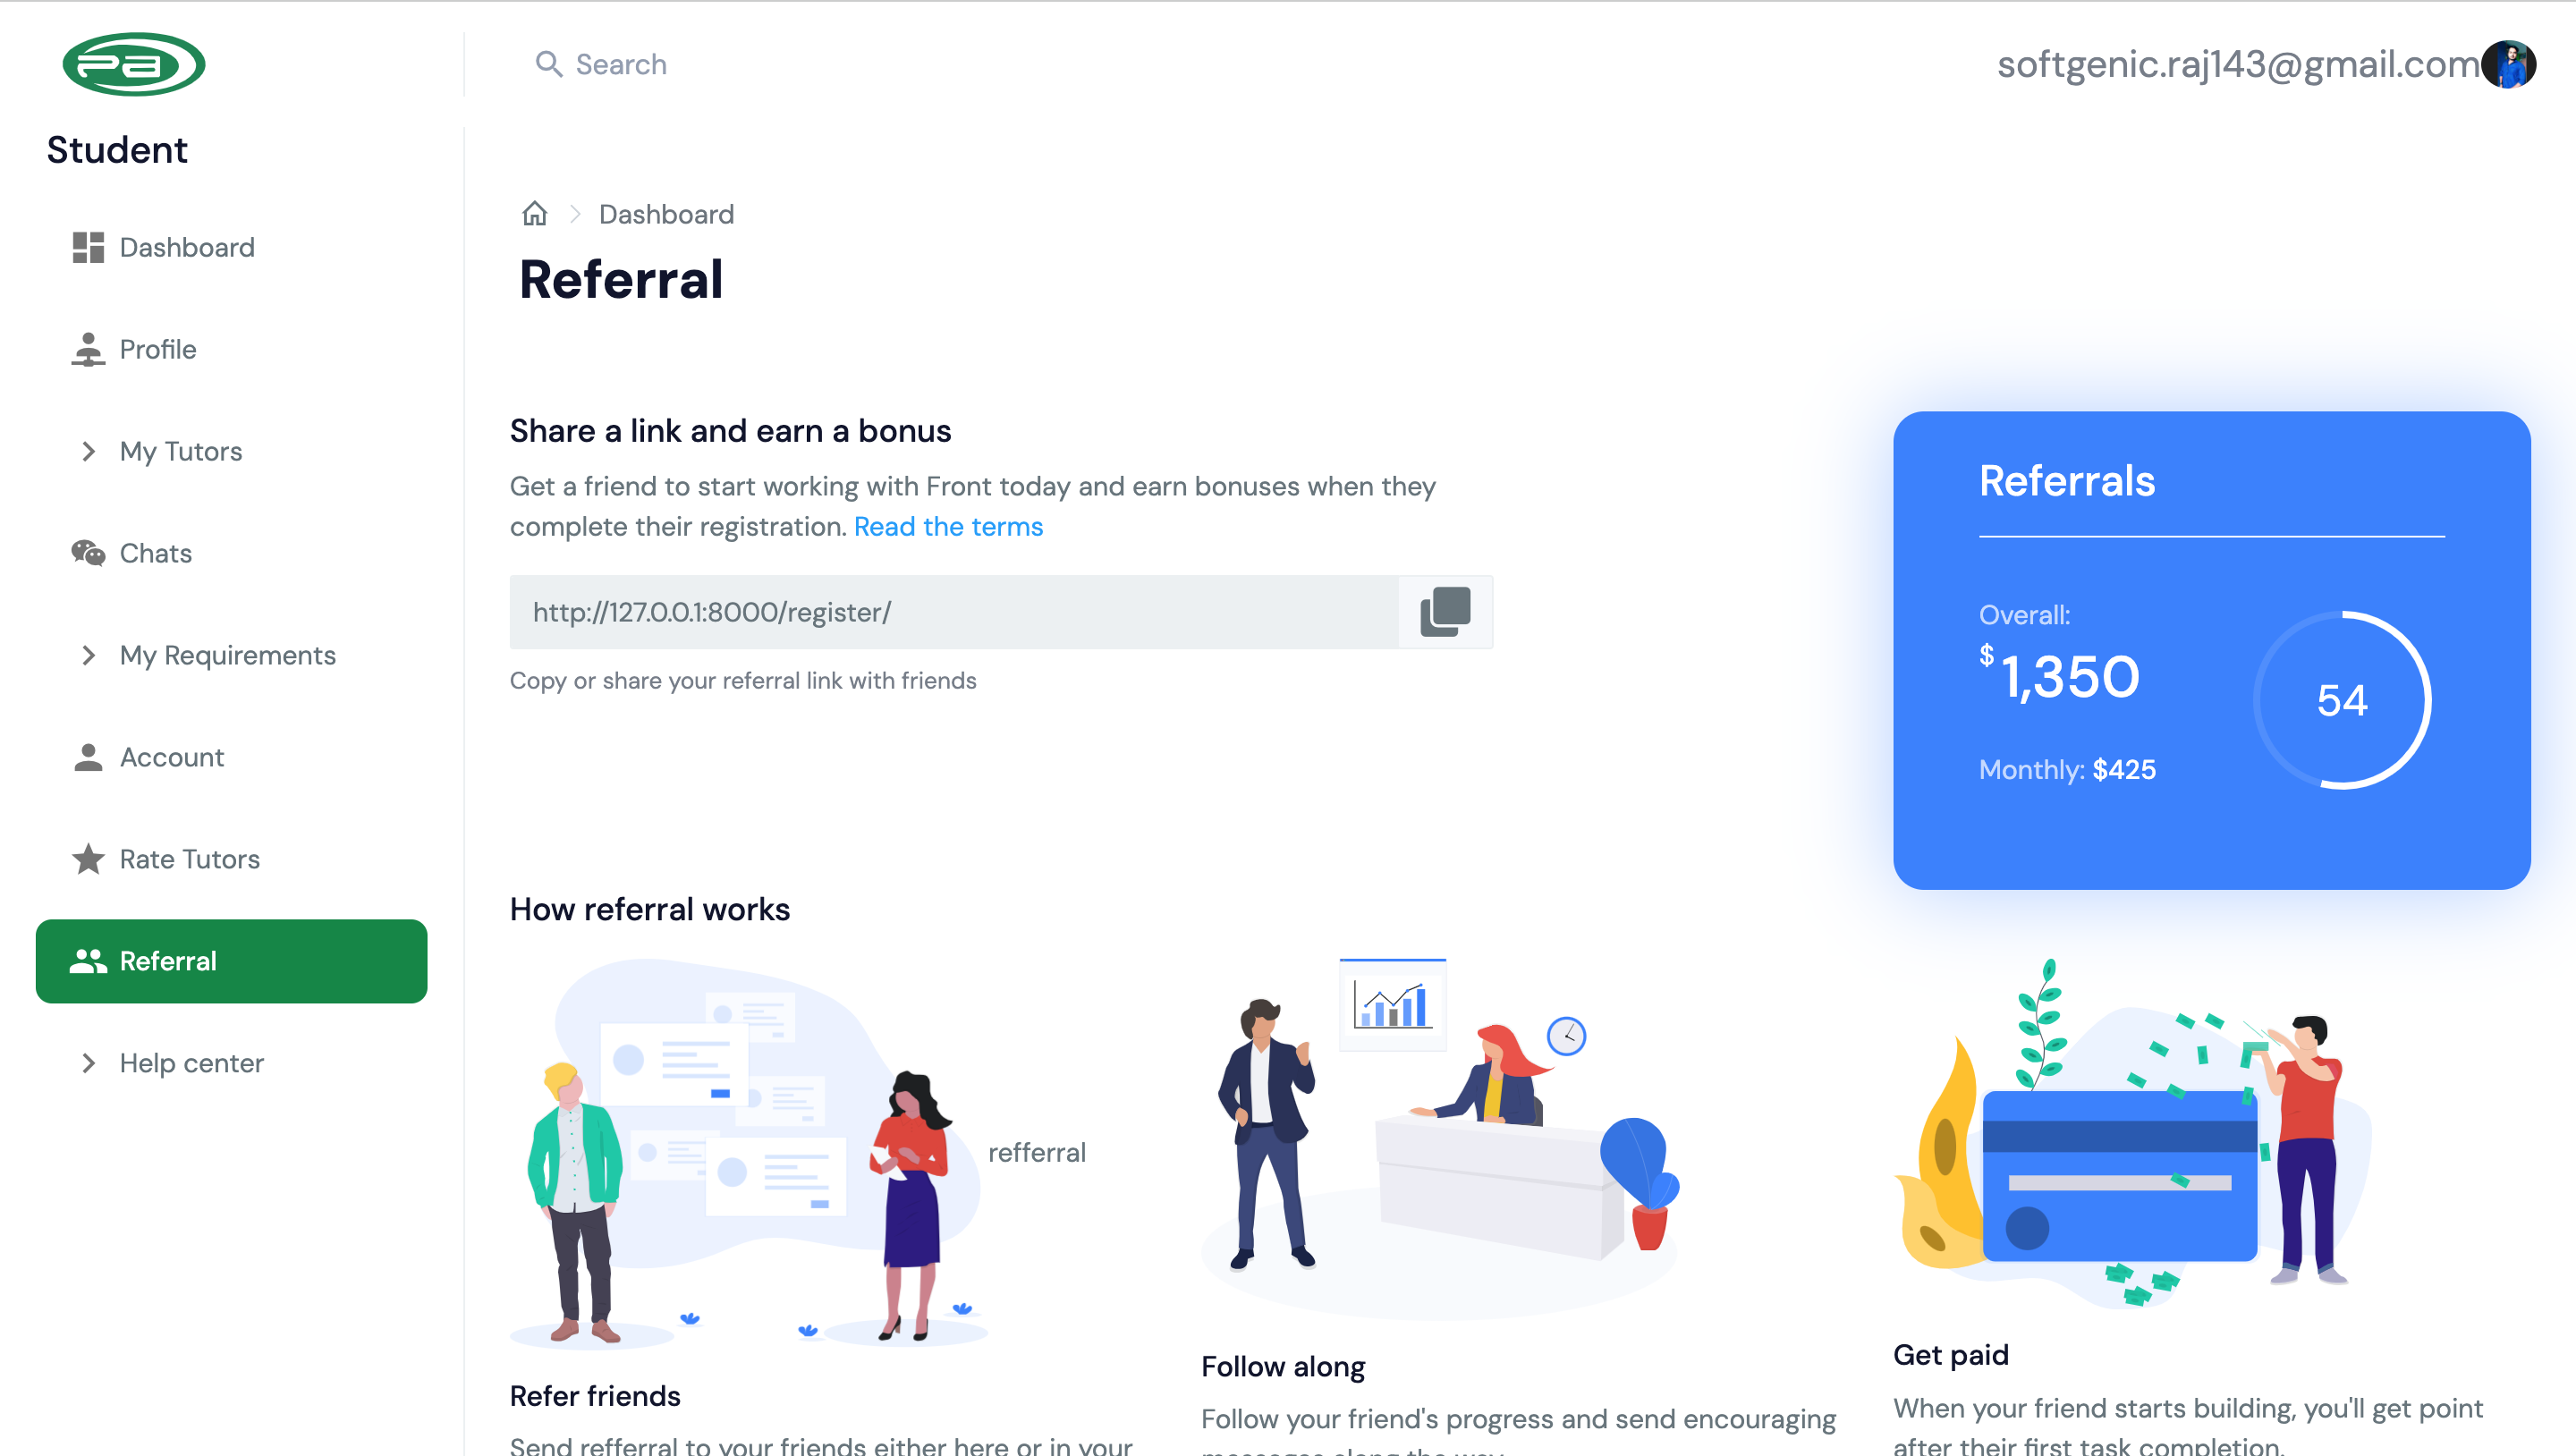 Search
softgenic.raj143@gmail.com
Student
Dashboard
Profile
My Tutors
Chats
My Requirements
Account
Rate Tutors
Referral
Help center
Dashboard
Referral
Share a link and earn a bonus
Get a friend to start working with Front today and earn bonuses when they
complete their registration. Read the terms
http://127.0.0.1:8000/register/
Copy or share your referral link with friends
Referrals
Overall:
$1,350
Monthly: $425
54
How referral works
refferral
Refer friends
Send refferral to your friends either here or in your
Follow along
Follow your friend's progress and send encouraging
messages along the way.
Get paid
When your friend starts building, you'll get point
after their first task completion.